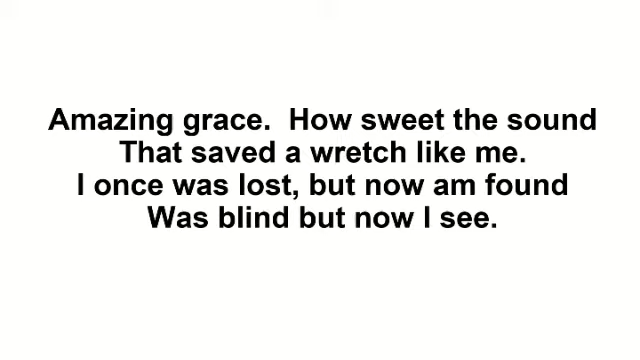 Amazing grace.  How sweet the sound
That saved a wretch like me.
I once was lost, but now am found
Was blind but now I see.